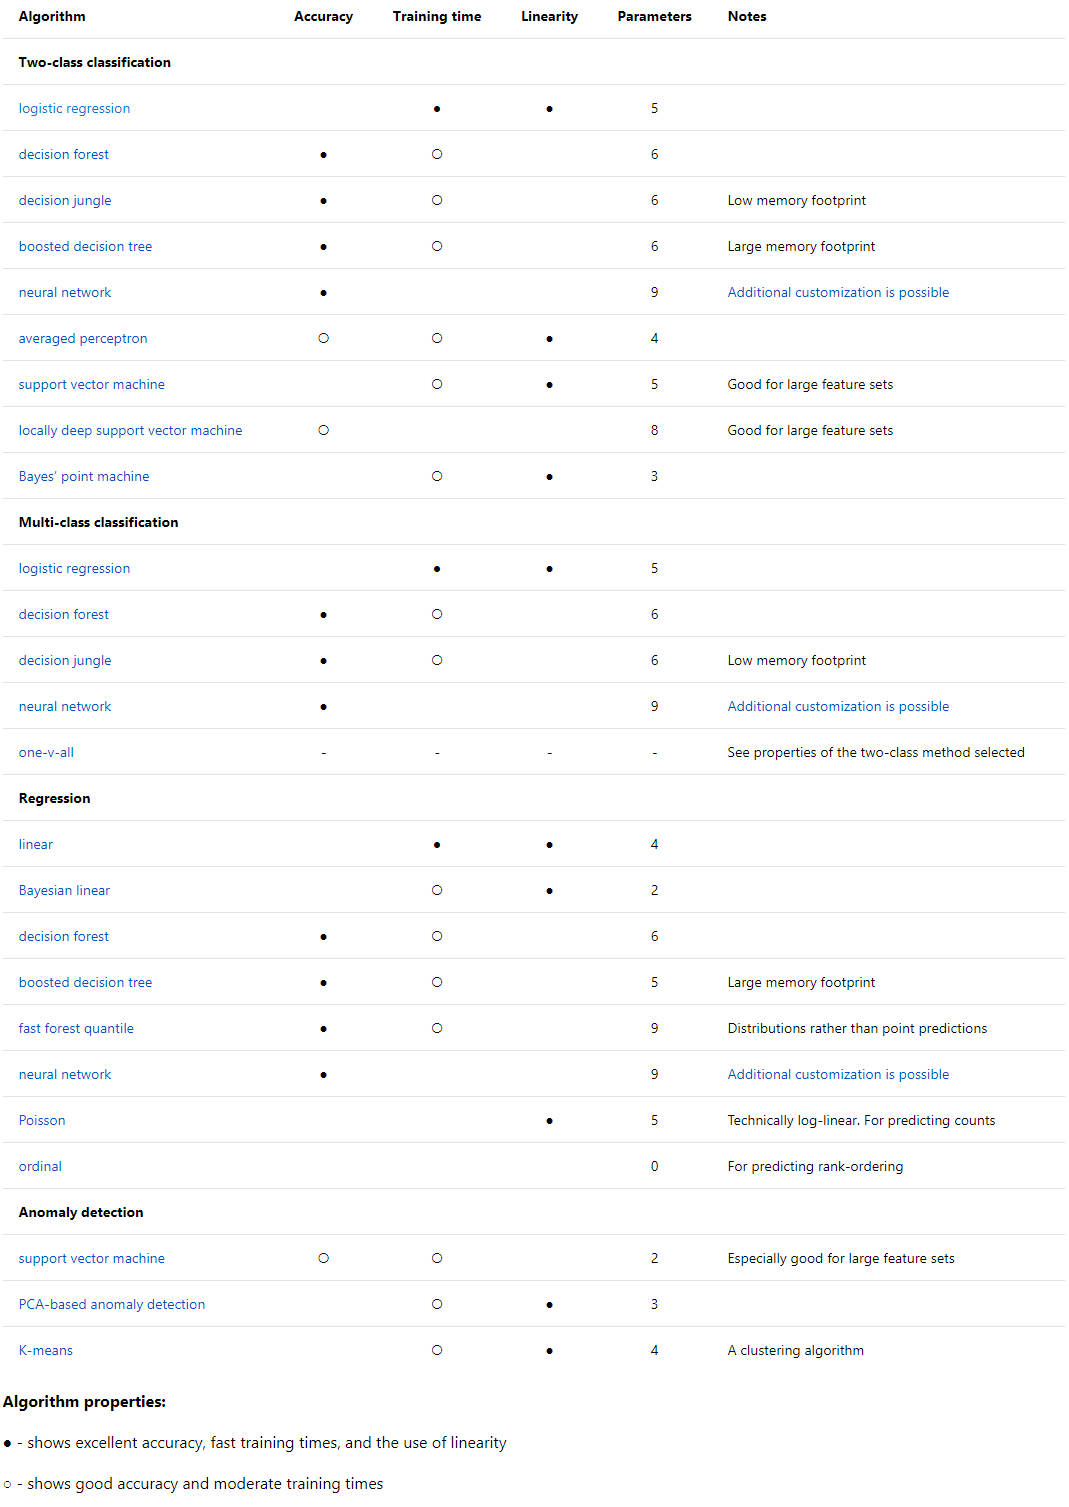 Algorithm Accuracy Training time Linearity Parameters Notes
Two-class classification
logistic regression ● ● 5
decision forest ● ○ 6
decision jungle ● ○ 6 Low memory footprint
boosted decision tree ● ○ 6 Large memory footprint
neural network ● 9 Additional customization is possible
averaged perceptron ○ ○ ● 4
support vector machine ○ ● 5 Good for large feature sets
locally deep support vector machine ○ 8 Good for large feature sets
Bayes’ point machine ○ ● 3
Multi-class classification
logistic regression ● ● 5
decision forest ● ○ 6
decision jungle ● ○ 6 Low memory footprint
neural network ● 9 Additional customization is possible
one-v-all - - - - See properties of the two-class method selected
Regression
linear ● ● 4
Bayesian linear ○ ● 2
decision forest ● ○ 6
boosted decision tree ● ○ 5 Large memory footprint
fast forest quantile ● ○ 9 Distributions rather than point predictions
neural network ● 9 Additional customization is possible
Poisson ● 5 Technically log-linear. For predicting counts
ordinal 0 For predicting rank-ordering
Anomaly detection
support vector machine ○ ○ 2 Especially good for large feature sets
PCA-based anomaly detection ○ ● 3
K-means ○ ● 4 A clustering algorithm
Algorithm properties:
● - shows excellent accuracy, fast training times, and the use of linearity
○ - shows good accuracy and moderate training times